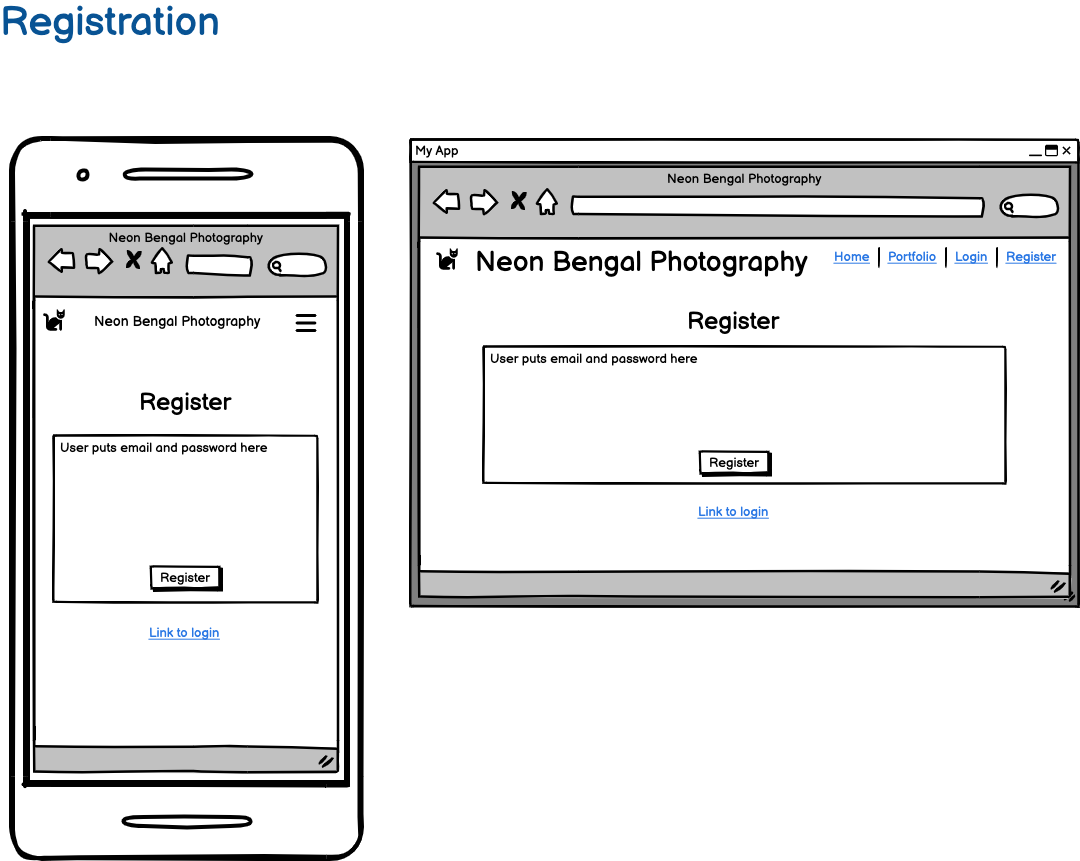 Registration
Neon Bengal Photography
Neon Bengal Photography
Register
User puts email and password here
Register
Link to login
My App
Neon Bengal Photography
Neon Bengal Photography
Home
Portfolio
Login
Register
Register
User puts email and password here
Register
Link to login